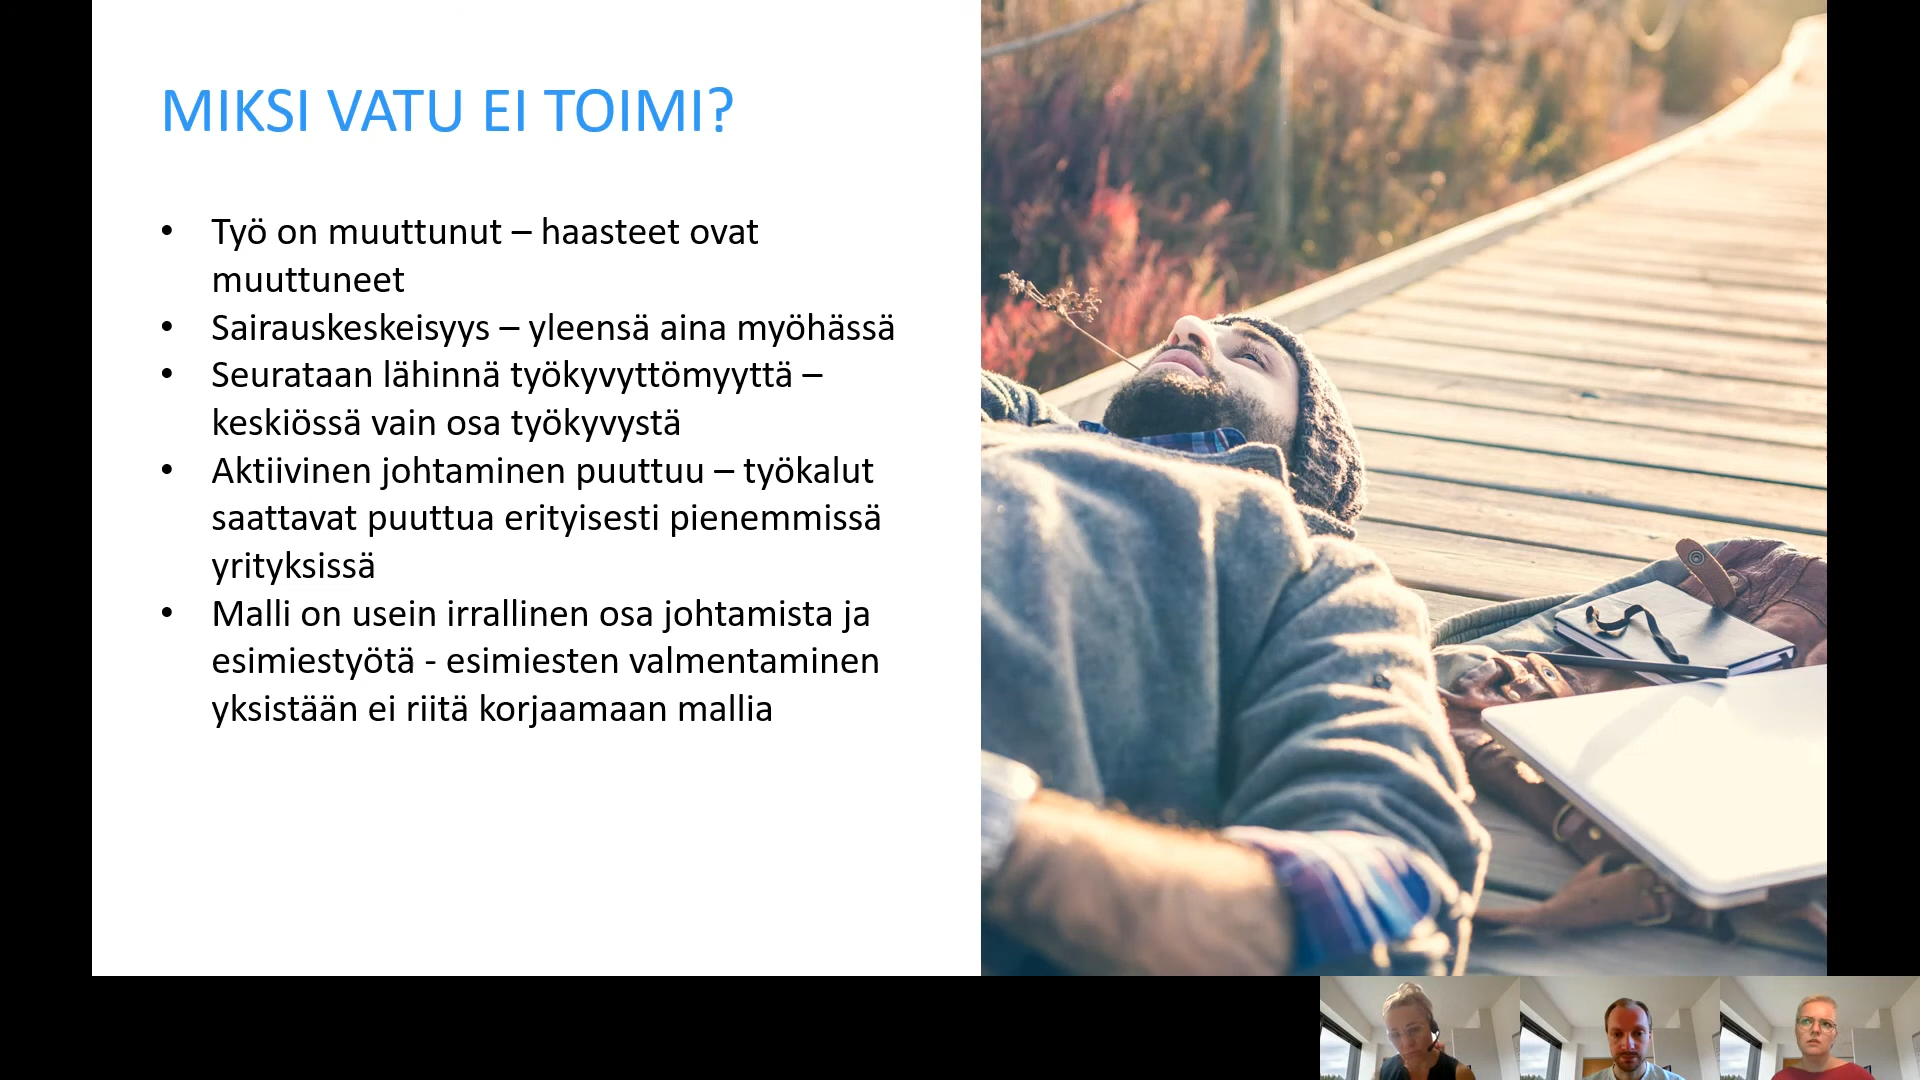 MIKSI VATU EI TOIMI?
• Työ on muuttunut – haasteet ovat
muuttuneet
• Sairauskeskeisyys – yleensä aina myöhässä
• Seurataan lähinnä työkyvyttömyyttä –
keskiössä vain osa työkyvystä
• Aktiivinen johtaminen puuttuu – työkalut
saattavat puuttua erityisesti pienemmissä
yrityksissä
• Malli on usein irrallinen osa johtamista ja
esimiestyötä - esimiesten valmentaminen
yksistään ei riitä korjaamaan mallia